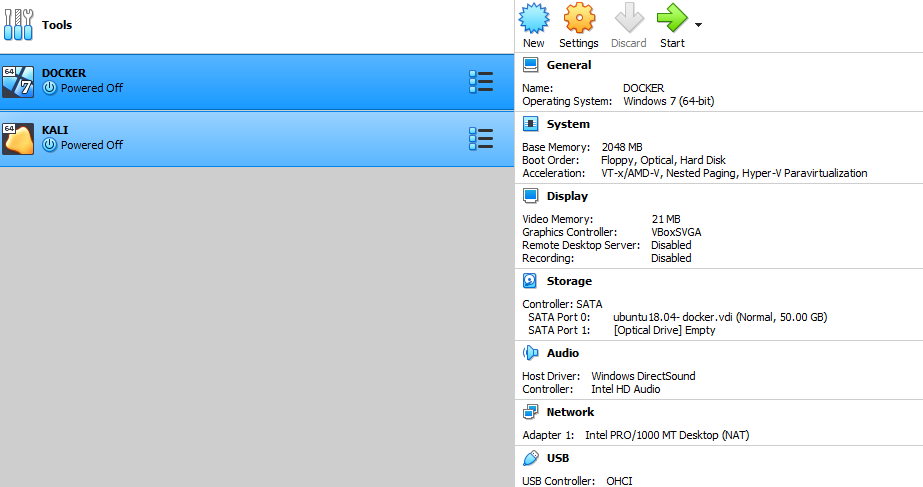 Tools
64
7
DOCKER
Powered Off
64
KALI
Powered Off
New Settings Discard Start
General
Name: DOCKER
Operating System: Windows 7 (64-bit)
System
Base Memory: 2048 MB
Boot Order: Floppy, Optical, Hard Disk
Acceleration: VT-x/AMD-V, Nested Paging, Hyper-V Paravirtualization
Display
Video Memory: 21 MB
Graphics Controller: VBoxSVGA
Remote Desktop Server: Disabled
Recording: Disabled
Storage
Controller: SATA
SATA Port 0: ubuntu18.04- docker.vdi (Normal, 50.00 GB)
SATA Port 1: [Optical Drive] Empty
Audio
Host Driver: Windows DirectSound
Controller: Intel HD Audio
Network
Adapter 1: Intel PRO/1000 MT Desktop (NAT)
USB
USB Controller: OHCI